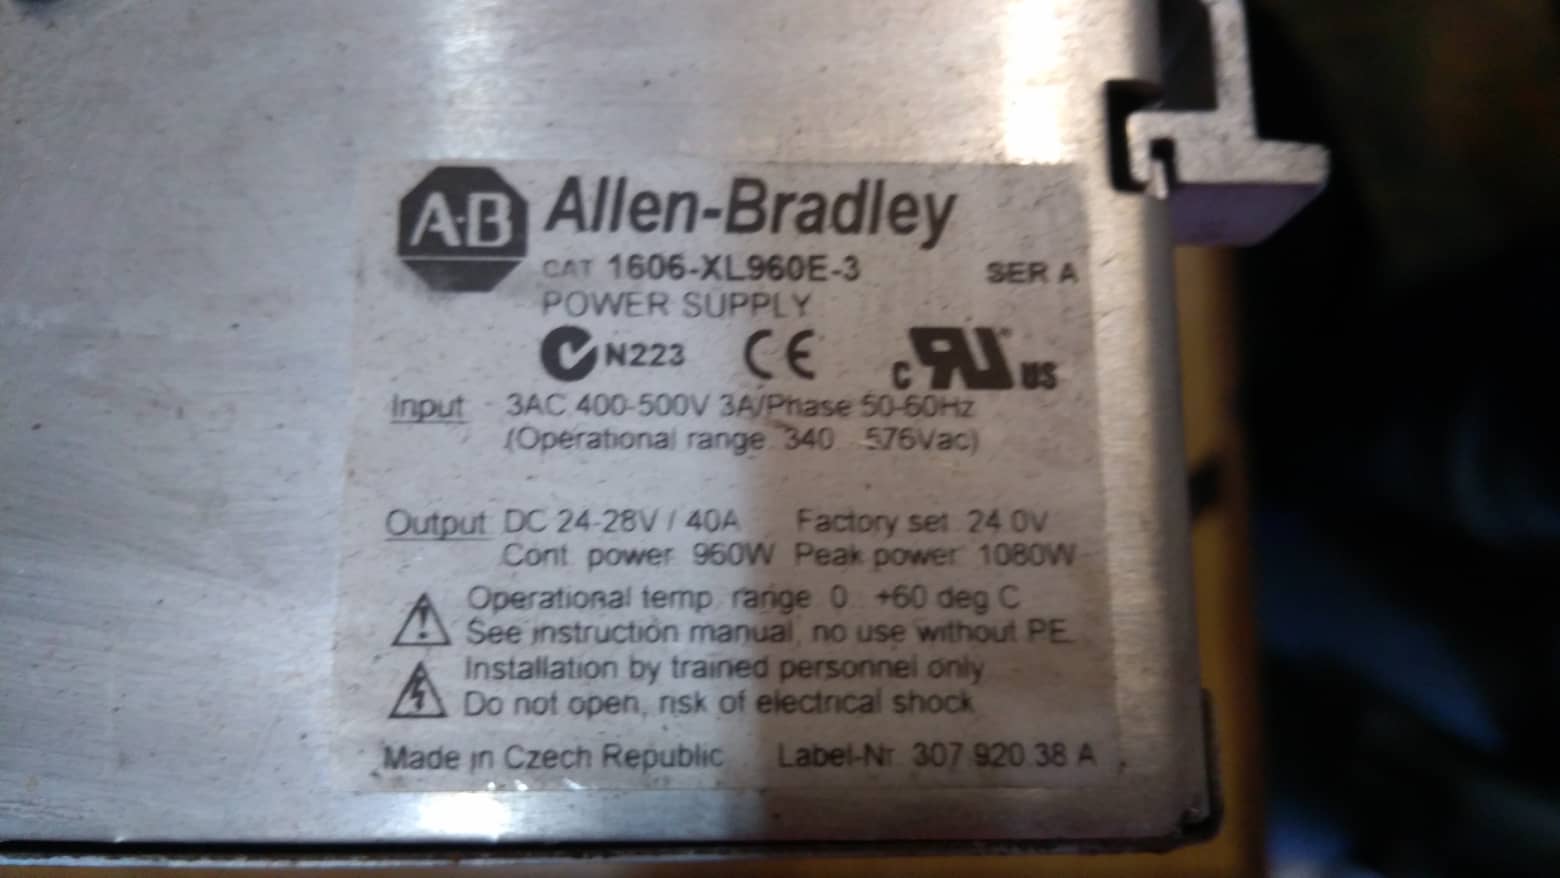 A-B Allen-Bradley
CAT 1606-XL960E-3 SER A
POWER SUPPLY
N223 CE c RU US
Input 3AC 400-500V 3A/Phase 50-60Hz
(Operational range 340 576Vac)
Output DC 24-28V / 40A Factory set 24.0V
Cont. power 960W Peak power 1080W
Operational temp. range 0 +60 deg C
See instruction manual, no use without PE
Installation by trained personnel only
Do not open, risk of electrical shock
Made in Czech Republic Label-Nr 307.920.38 A